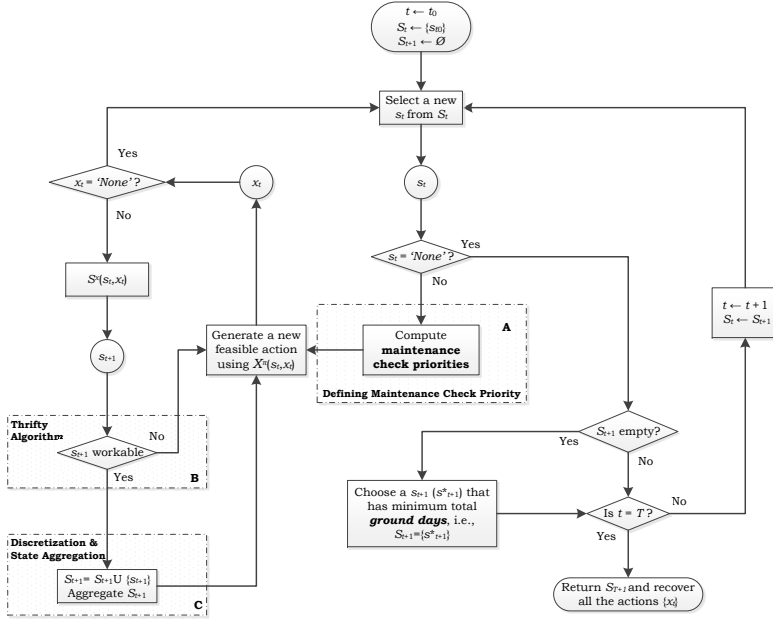 t ← t₀
Sₜ ← {sₜ₀}
Sₜ₊₁ ← Ø
Select a new
sₜ from Sₜ
sₜ
sₜ = ‘None’ ?
Yes
No
A
Compute
maintenance
check priorities
Defining Maintenance Check Priority
Generate a new
feasible action
using Xᵖ(sₜ,xₜ)
xₜ
xₜ = ‘None’ ?
Yes
No
Sˣ(sₜ,xₜ)
sₜ₊₁
Thrifty
Algorithm
sₜ₊₁ workable
No
Yes
B
Discretization &
State Aggregation
Sₜ₊₁= Sₜ₊₁U {sₜ₊₁}
Aggregate Sₜ₊₁
C
t ← t + 1
Sₜ ← Sₜ₊₁
Sₜ₊₁ empty?
Yes
No
Choose a sₜ₊₁ (s*ₜ₊₁) that
has minimum total
ground days, i.e.,
Sₜ₊₁={s*ₜ₊₁}
Is t = T ?
No
Yes
Return S_T+1 and recover
all the actions {xₜ}